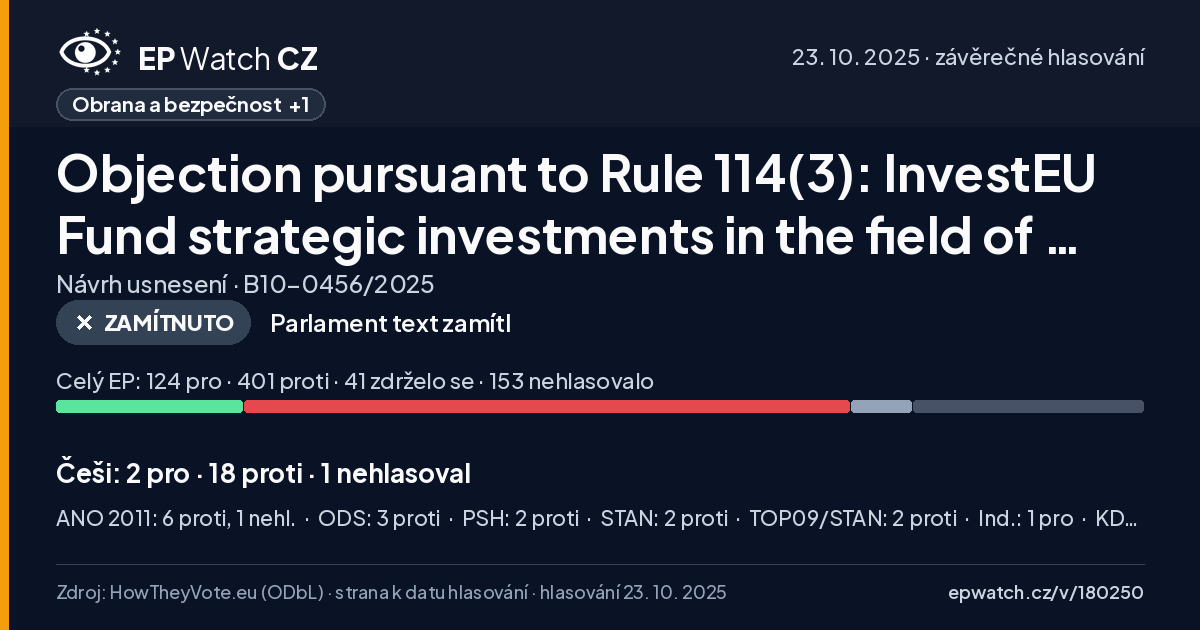 EP Watch CZ
23. 10. 2025 · závěrečné hlasování
Obrana a bezpečnost +1
Objection pursuant to Rule 114(3): InvestEU
Fund strategic investments in the field of …
Návrh usnesení · B10–0456/2025
✕ ZAMÍTNUTO
Parlament text zamítl
Celý EP: 124 pro · 401 proti · 41 zdrželo se · 153 nehlasovalo
Češi: 2 pro · 18 proti · 1 nehlasoval
ANO 2011: 6 proti, 1 nehl. · ODS: 3 proti · PSH: 2 proti · STAN: 2 proti · TOP09/STAN: 2 proti · Ind.: 1 pro · KD…
Zdroj: HowTheyVote.eu (ODbL) · strana k datu hlasování · hlasování 23. 10. 2025
epwatch.cz/v/180250